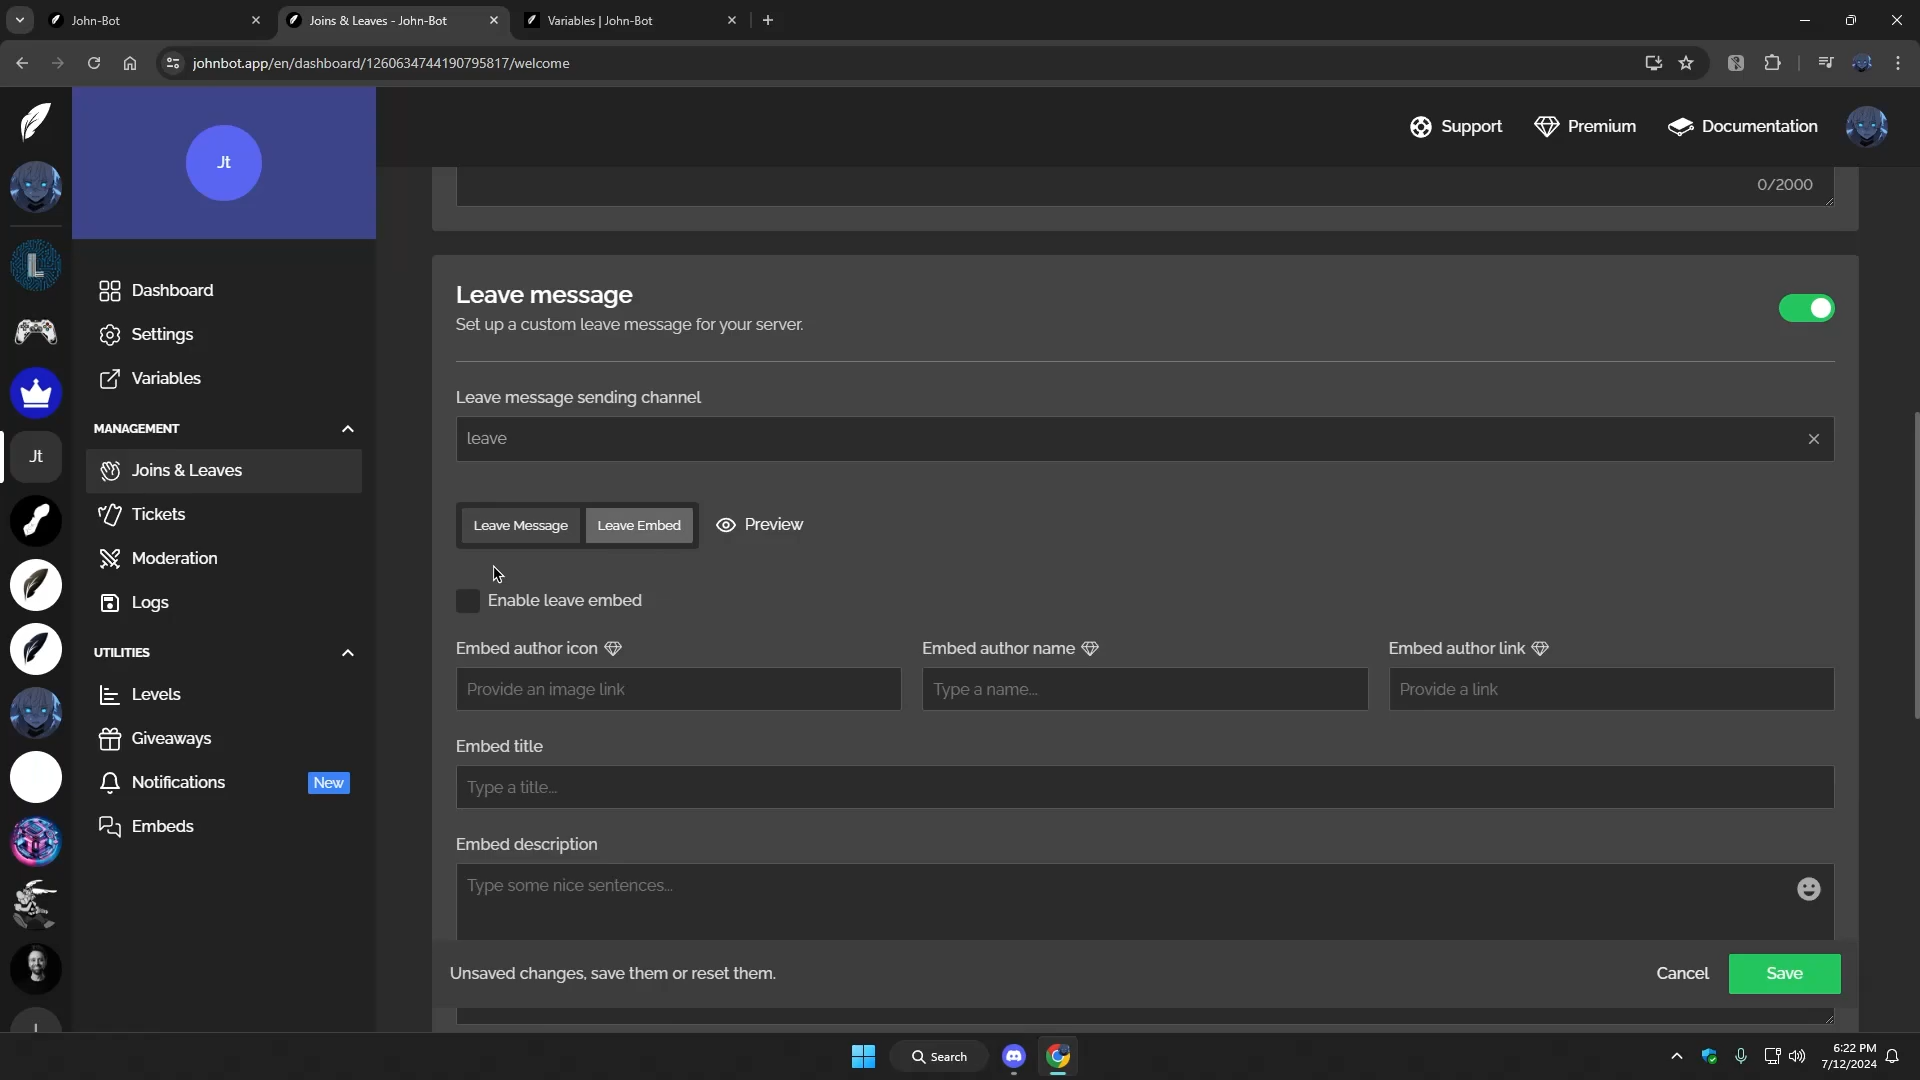 John-Bot
Joins & Leaves - John-Bot
Variables | John-Bot
johnbot.app/en/dashboard/1260634744190795817/welcome
Support
Premium
Documentation
Jt
L
Jt
Dashboard
Settings
Variables
MANAGEMENT
Joins & Leaves
Tickets
Moderation
Logs
UTILITIES
Levels
Giveaways
Notifications
New
Embeds
0/2000
Leave message
Set up a custom leave message for your server.
Leave message sending channel
leave
Leave Message
Leave Embed
Preview
Enable leave embed
Embed author icon
Embed author name
Embed author link
Provide an image link
Type a name...
Provide a link
Embed title
Type a title...
Embed description
Type some nice sentences...
Unsaved changes, save them or reset them.
Cancel
Save
Search
6:22 PM
7/12/2024